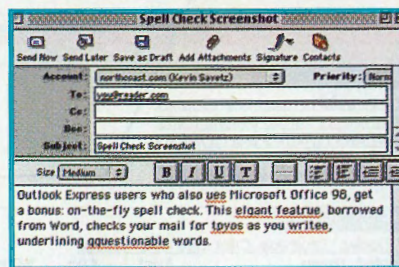 Spell Check Screenshot
Send Now Send Later Save as Draft Add Attachments Signature Contacts
Account: northcoast.com (Kevin Savetz) Priority: Norm
To: you@reader.com
Cc:
Bcc:
Subject: Spell Check Screenshot
Size Medium B I U T
Outlook Express users who also ues Microsoft Office 98, get
a bonus: on-the-fly spell check. This elgant featrue, borrowed
from Word, checks your mail for tpyos as you writee,
underlining qquestionable words.